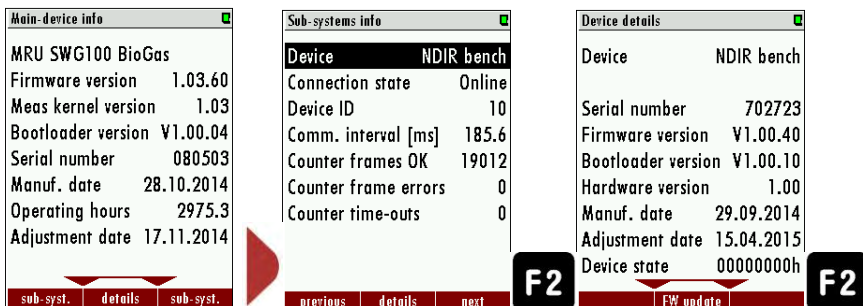 Main-device info
MRU SWG100 BioGas
Firmware version 1.03.60
Meas kernel version 1.03
Bootloader version V1.00.04
Serial number 080503
Manuf. date 28.10.2014
Operating hours 2975.3
Adjustment date 17.11.2014
sub-syst. details sub-syst.
Sub-systems info
Device NDIR bench
Connection state Online
Device ID 10
Comm. interval [ms] 185.6
Counter frames OK 19012
Counter frame errors 0
Counter time-outs 0
previous details next
F2
Device details
Device NDIR bench
Serial number 702723
Firmware version V1.00.40
Bootloader version V1.00.10
Hardware version 1.00
Manuf. date 29.09.2014
Adjustment date 15.04.2015
Device state 00000000h
FW update
F2